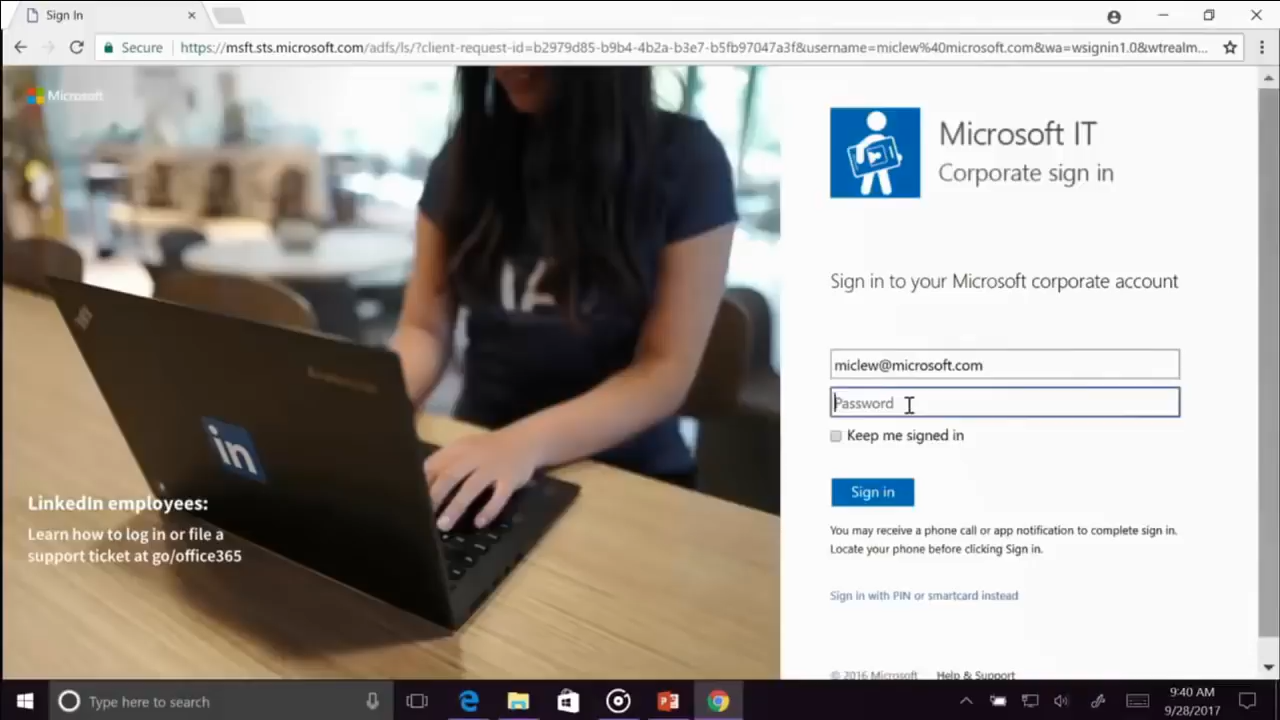 Sign In
Secure
https://msft.sts.microsoft.com/adfs/ls/?client-request-id=b2979d85-b9b4-4b2a-b3e7-b5fb97047a3f&username=miclew%40microsoft.com&wa=wsignin1.0&wtrealm...
Microsoft
in
LinkedIn employees:
Learn how to log in or file a
support ticket at go/office365
Microsoft IT
Corporate sign in
Sign in to your Microsoft corporate account
miclew@microsoft.com
Password
Keep me signed in
Sign in
You may receive a phone call or app notification to complete sign in.
Locate your phone before clicking Sign in.
Sign in with PIN or smartcard instead
© 2016 Microsoft Help & Support
Type here to search
9:40 AM
9/28/2017